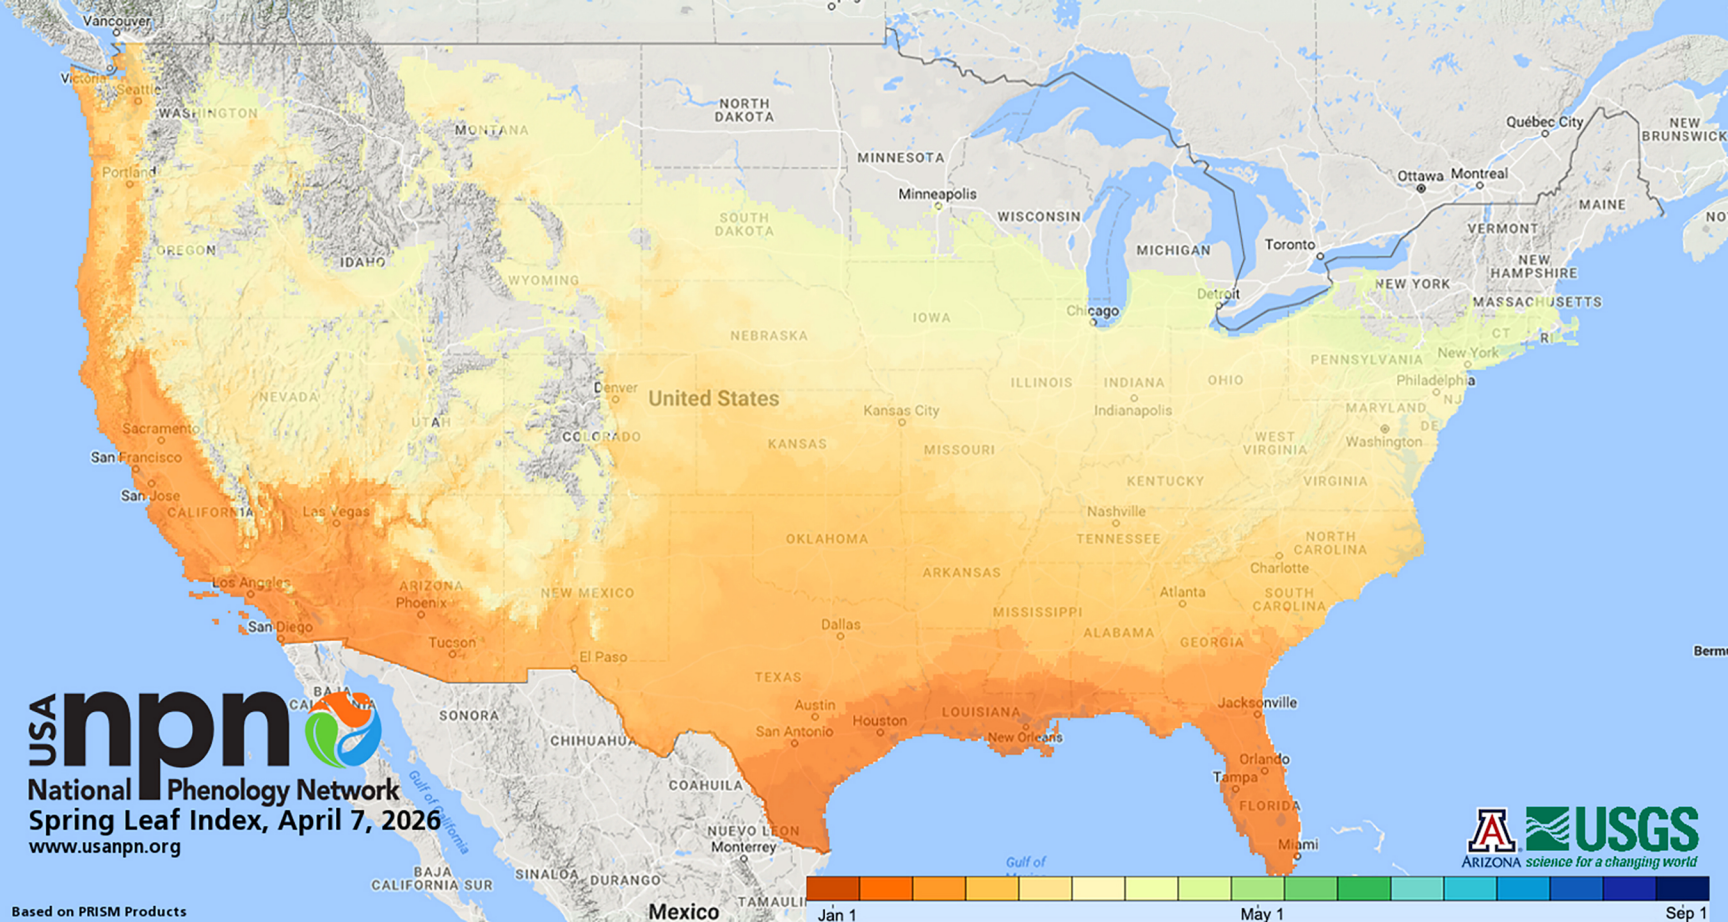 Vancouver
Victoria
Seattle
WASHINGTON
Portland
OREGON
IDAHO
MONTANA
NORTH
DAKOTA
MINNESOTA
Minneapolis
WISCONSIN
SOUTH
DAKOTA
WYOMING
IOWA
NEBRASKA
Chicago
MICHIGAN
Detroit
Toronto
Ottawa
Montreal
Québec City
NEW
BRUNSWICK
MAINE
VERMONT
NEW
HAMPSHIRE
NEW YORK
MASSACHUSETTS
CT
RI
NO
New York
PENNSYLVANIA
Philadelphia
NJ
MARYLAND
DE
Washington
WEST
VIRGINIA
VIRGINIA
OHIO
INDIANA
Indianapolis
ILLINOIS
United States
Denver
COLORADO
Kansas City
KANSAS
MISSOURI
KENTUCKY
NEVADA
UTAH
Sacramento
San Francisco
San Jose
CALIFORNIA
Las Vegas
Los Angeles
San Diego
ARIZONA
Phoenix
Tucson
NEW MEXICO
El Paso
OKLAHOMA
ARKANSAS
Nashville
TENNESSEE
NORTH
CAROLINA
Charlotte
SOUTH
CAROLINA
Atlanta
MISSISSIPPI
ALABAMA
GEORGIA
Dallas
TEXAS
Austin
San Antonio
Houston
LOUISIANA
New Orleans
Jacksonville
Orlando
Tampa
FLORIDA
Miami
Berm
BAJA
CALIFORNIA
SONORA
CHIHUAHUA
COAHUILA
NUEVO LEON
Monterrey
Gulf of California
BAJA
CALIFORNIA SUR
SINALOA
DURANGO
TAMAULI
Mexico
Gulf of
USA npn
National Phenology Network
Spring Leaf Index, April 7, 2026
www.usanpn.org
Based on PRISM Products
A
ARIZONA
USGS
science for a changing world
Jan 1
May 1
Sep 1